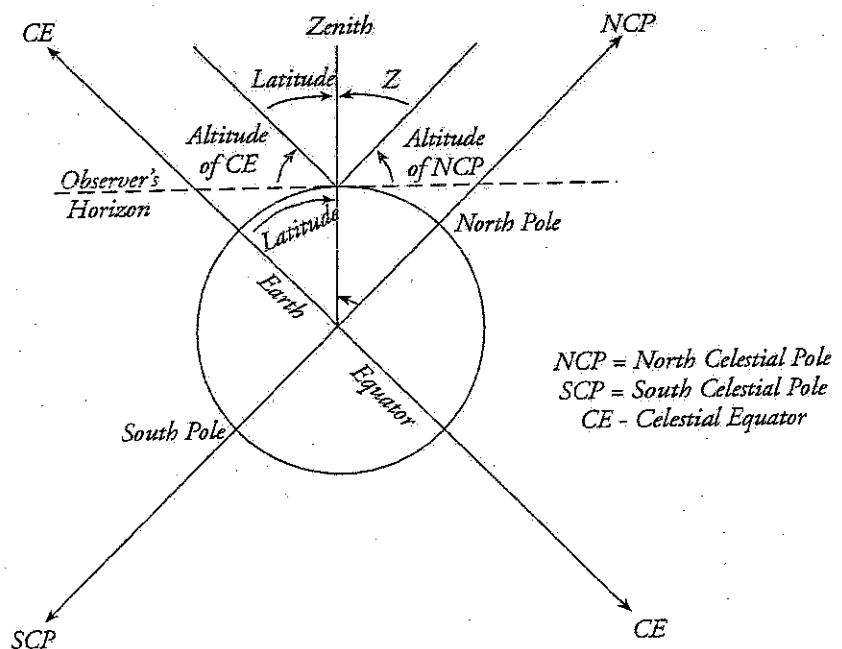 CE
Zenith
NCP
Latitude
Z
Altitude
of CE
Altitude
of NCP
Observer's
Horizon
Latitude
North Pole
Earth
Equator
South Pole
NCP = North Celestial Pole
SCP = South Celestial Pole
CE - Celestial Equator
SCP
CE